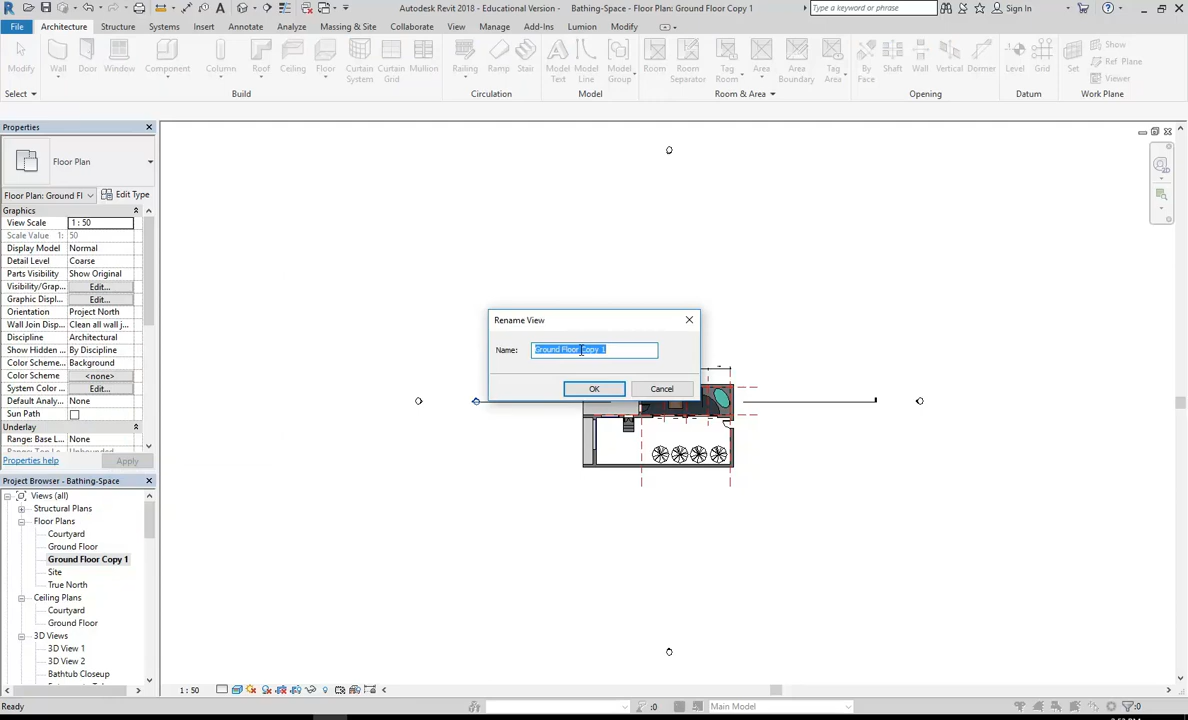 Autodesk Revit 2018 - Educational Version - Bathing-Space - Floor Plan: Ground Floor Copy 1
Type a keyword or phrase
Sign In
File Architecture Structure Systems Insert Annotate Analyze Massing & Site Collaborate View Manage Add-Ins Lumion Modify
Modify Wall Door Window Component Column Roof Ceiling Floor Curtain System Curtain Grid Mullion Railing Ramp Stair Model Text Model Line Model Group Room Room Separator Tag Room Area Area Boundary Tag Area By Face Shaft Wall Vertical Dormer Level Grid Set Show Ref Plane Viewer
Select Build Circulation Model Room & Area Opening Datum Work Plane
Properties
Floor Plan
Floor Plan: Ground Fl Edit Type
Graphics
View Scale 1 : 50
Scale Value 1: 50
Display Model Normal
Detail Level Coarse
Parts Visibility Show Original
Visibility/Grap... Edit...
Graphic Displ... Edit...
Orientation Project North
Wall Join Disp... Clean all wall j...
Discipline Architectural
Show Hidden ... By Discipline
Color Scheme... Background
Color Scheme <none>
System Color ... Edit...
Default Analy... None
Sun Path
Underlay
Range: Base L... None
Properties help Apply
Project Browser - Bathing-Space
Views (all)
Structural Plans
Floor Plans
Courtyard
Ground Floor
Ground Floor Copy 1
Site
True North
Ceiling Plans
Courtyard
Ground Floor
3D Views
3D View 1
3D View 2
Bathtub Closeup
Rename View
Name: Ground Floor Copy 1
OK Cancel
1 : 50
Ready
:0 Main Model :0